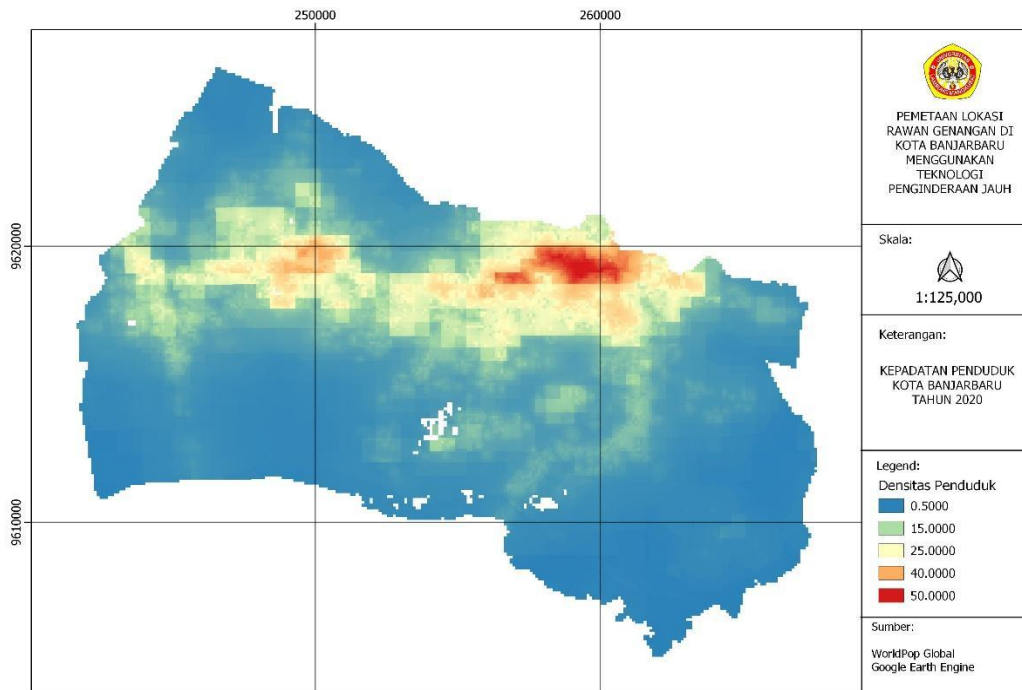 250000
260000
9620000
9610000
PEMETAAN LOKASI
RAWAN GENANGAN DI
KOTA BANJARBARU
MENGGUNAKAN
TEKNOLOGI
PENGINDERAAN JAUH
Skala:
1:125,000
Keterangan:
KEPADATAN PENDUDUK
KOTA BANJARBARU
TAHUN 2020
Legend:
Densitas Penduduk
0.5000
15.0000
25.0000
40.0000
50.0000
Sumber:
WorldPop Global
Google Earth Engine